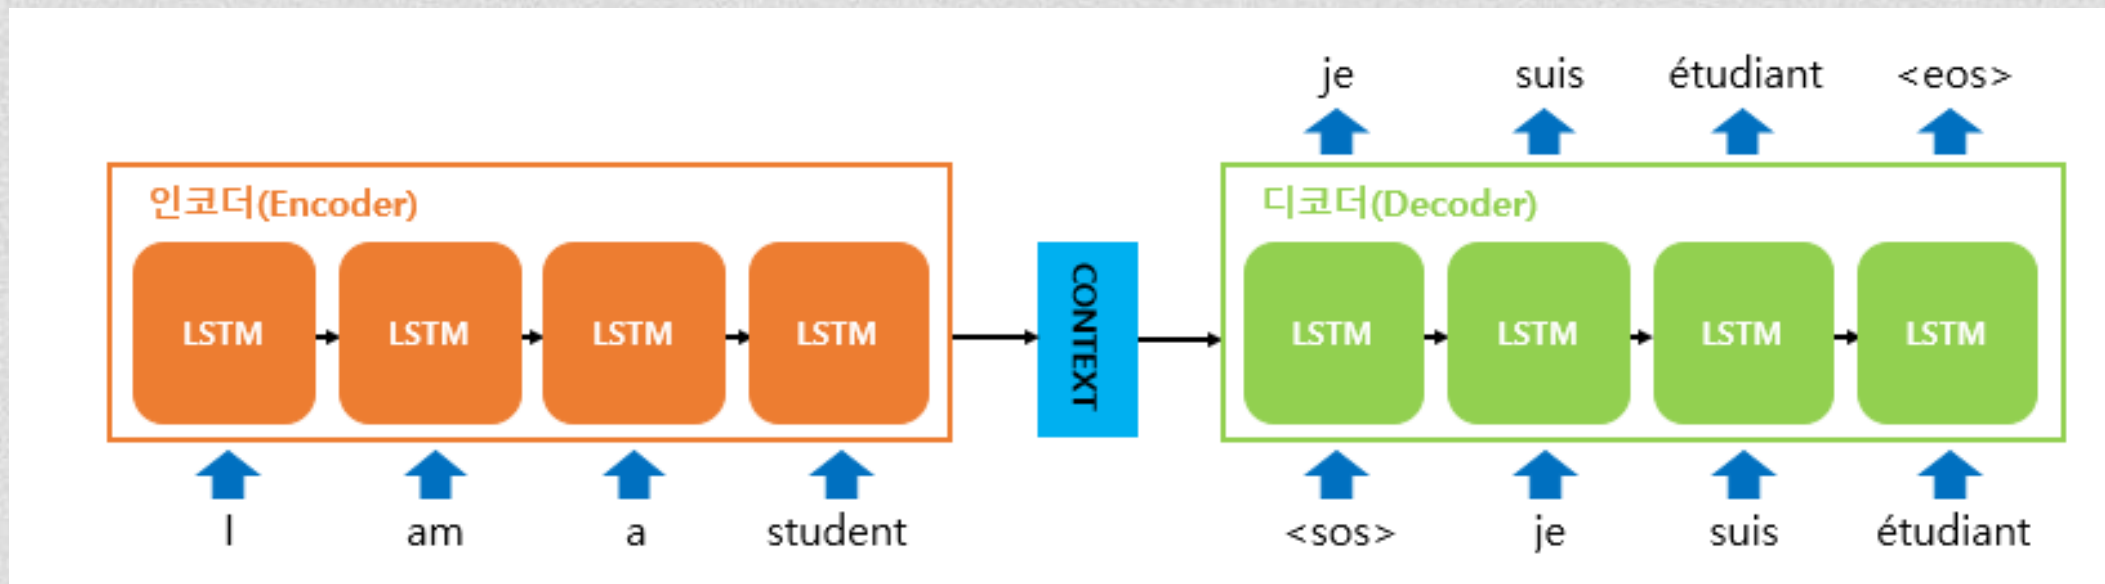 je suis étudiant <eos>
인코더(Encoder)
디코더(Decoder)
LSTM LSTM LSTM LSTM
CONTEXT
LSTM LSTM LSTM LSTM
I am a student
<sos> je suis étudiant